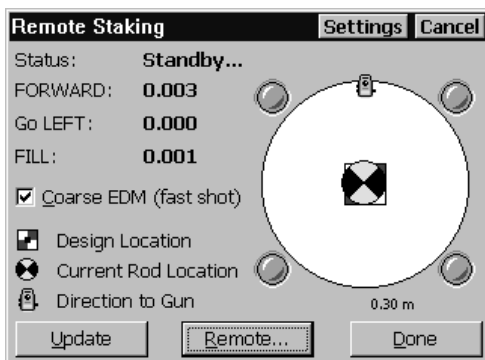 Remote Staking Settings Cancel
Status: Standby...
FORWARD: 0.003
Go LEFT: 0.000
FILL: 0.001
Coarse EDM (fast shot)
Design Location
Current Rod Location
Direction to Gun
0.30 m
Update Remote... Done